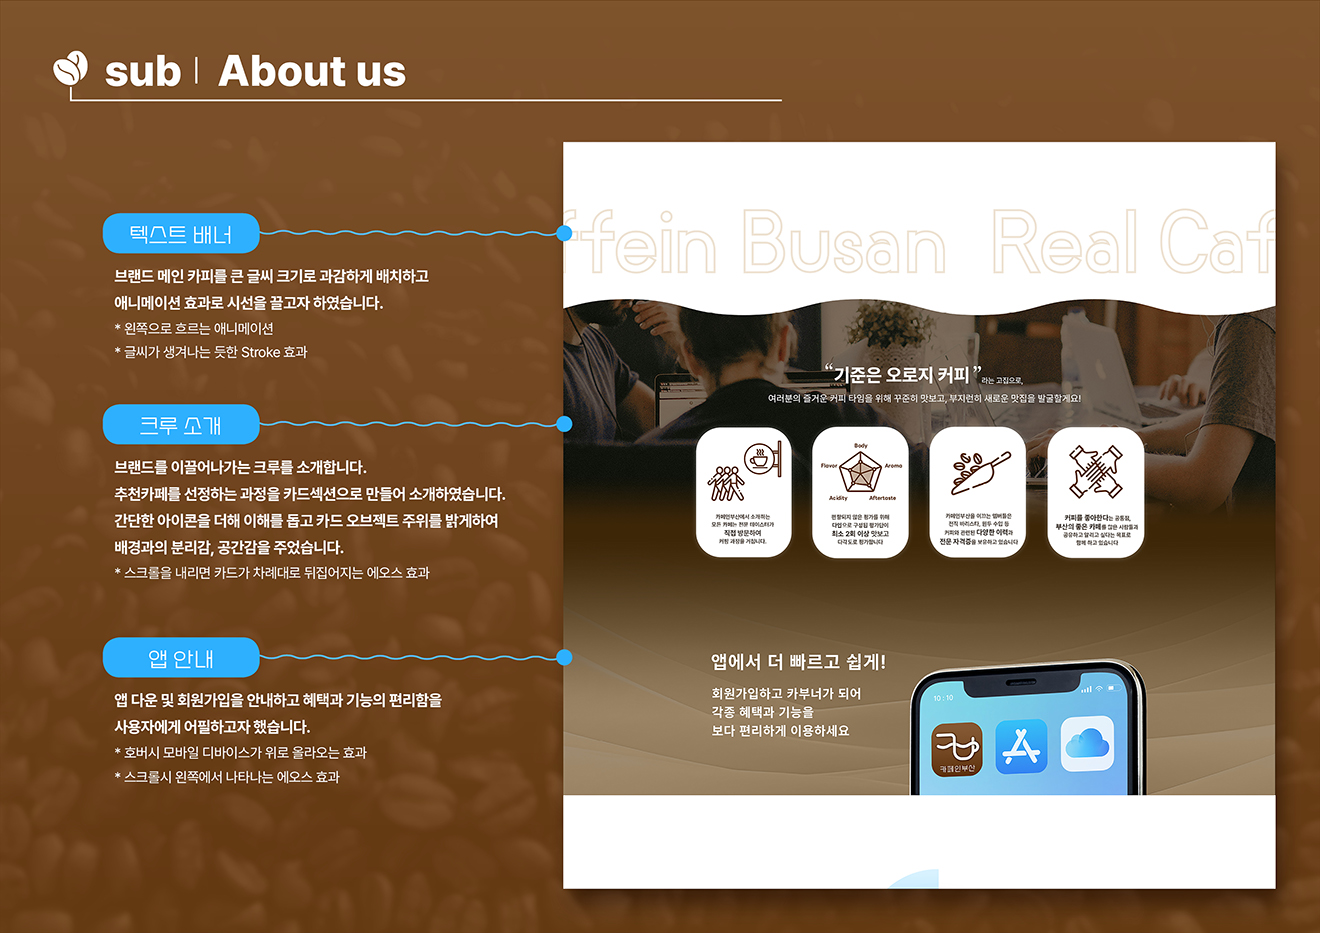 sub | About us
텍스트 배너
브랜드 메인 카피를 큰 글씨 크기로 과감하게 배치하고
애니메이션 효과로 시선을 끌고자 하였습니다.
* 왼쪽으로 흐르는 애니메이션
* 글씨가 생겨나는 듯한 Stroke 효과
크루 소개
브랜드를 이끌어나가는 크루를 소개합니다.
추천카페를 선정하는 과정을 카드섹션으로 만들어 소개하였습니다.
간단한 아이콘을 더해 이해를 돕고 카드 오브젝트 주위를 밝게하여
배경과의 분리감, 공간감을 주었습니다.
* 스크롤을 내리면 카드가 차례대로 뒤집어지는 에오스 효과
앱 안내
앱 다운 및 회원가입을 안내하고 혜택과 기능의 편리함을
사용자에게 어필하고자 했습니다.
* 호버시 모바일 디바이스가 위로 올라오는 효과
* 스크롤시 왼쪽에서 나타나는 에오스 효과
ffein Busan Real Caf
“기준은 오로지 커피” 라는 고집으로,
여러분의 즐거운 커피 타임을 위해 꾸준히 맛보고, 부지런히 새로운 맛집을 발굴할게요!
카페인부산에서 소개하는
모든 카페는 전문 테이스터가
직접 방문하여
커핑 과정을 거칩니다.
Body
Flavor
Aroma
Acidity
Aftertaste
편향되지 않은 평가를 위해
다양으로 구성된 평가단이
최소 2회 이상 맛보고
다각도로 평가합니다
카페인부산을 이끄는 멤버들은
전직 바리스타, 원두 수입 등
커피와 관련된 다양한 이력과
전문 자격증을 보유하고 있습니다
커피를 좋아한다는 공통점,
부산의 좋은 카페를 많은 사람들과
공유하고 알리고 싶다는 목표로
함께 하고 있습니다
앱에서 더 빠르고 쉽게!
회원가입하고 카부너가 되어
각종 혜택과 기능을
보다 편리하게 이용하세요
10:10
카페인부산